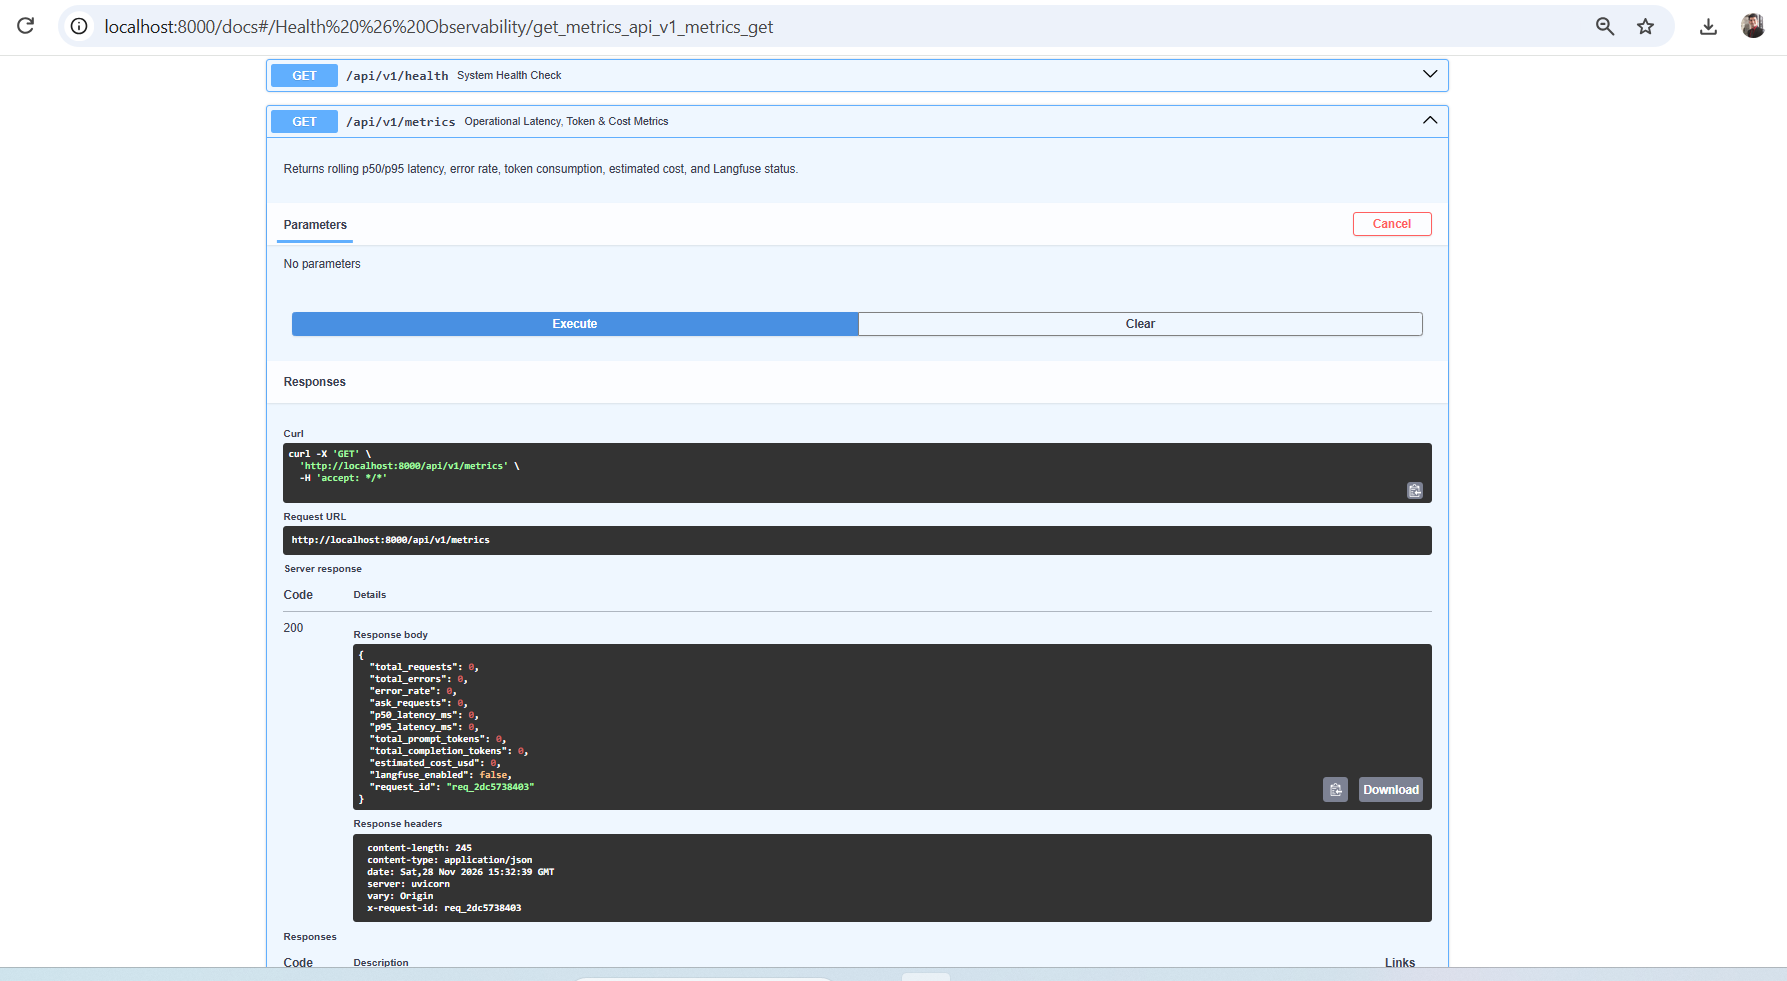 localhost:8000/docs#/Health%20%26%20Observability/get_metrics_api_v1_metrics_get
GET /api/v1/health System Health Check
GET /api/v1/metrics Operational Latency, Token & Cost Metrics
Returns rolling p50/p95 latency, error rate, token consumption, estimated cost, and Langfuse status.
Parameters
Cancel
No parameters
Execute
Clear
Responses
Curl
curl -X 'GET' \
  'http://localhost:8000/api/v1/metrics' \
  -H 'accept: */*'
Request URL
http://localhost:8000/api/v1/metrics
Server response
Code Details
200
Response body
{
  "total_requests": 0,
  "total_errors": 0,
  "error_rate": 0,
  "ask_requests": 0,
  "p50_latency_ms": 0,
  "p95_latency_ms": 0,
  "total_prompt_tokens": 0,
  "total_completion_tokens": 0,
  "estimated_cost_usd": 0,
  "langfuse_enabled": false,
  "request_id": "req_2dc5738403"
}
Download
Response headers
content-length: 245
content-type: application/json
date: Sat,28 Nov 2026 15:32:39 GMT
server: uvicorn
vary: Origin
x-request-id: req_2dc5738403
Responses
Code Description Links